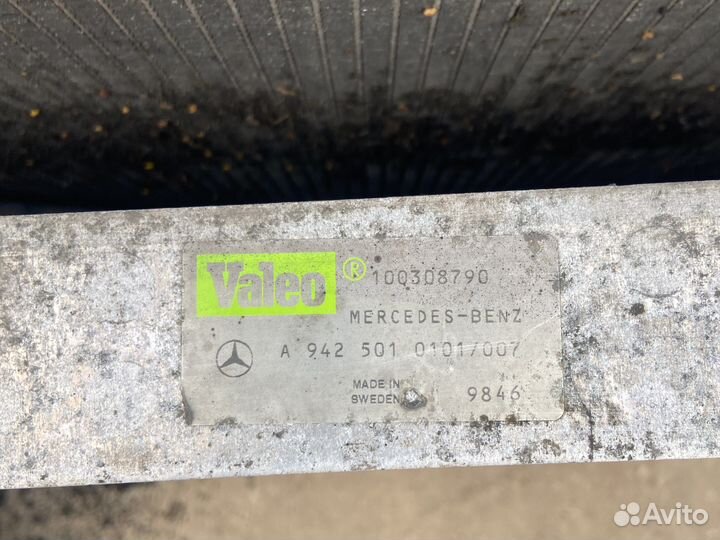 Valeo ® 100308790
MERCEDES-BENZ
A 942 501 0101/007
MADE IN
SWEDEN
9846
Avito